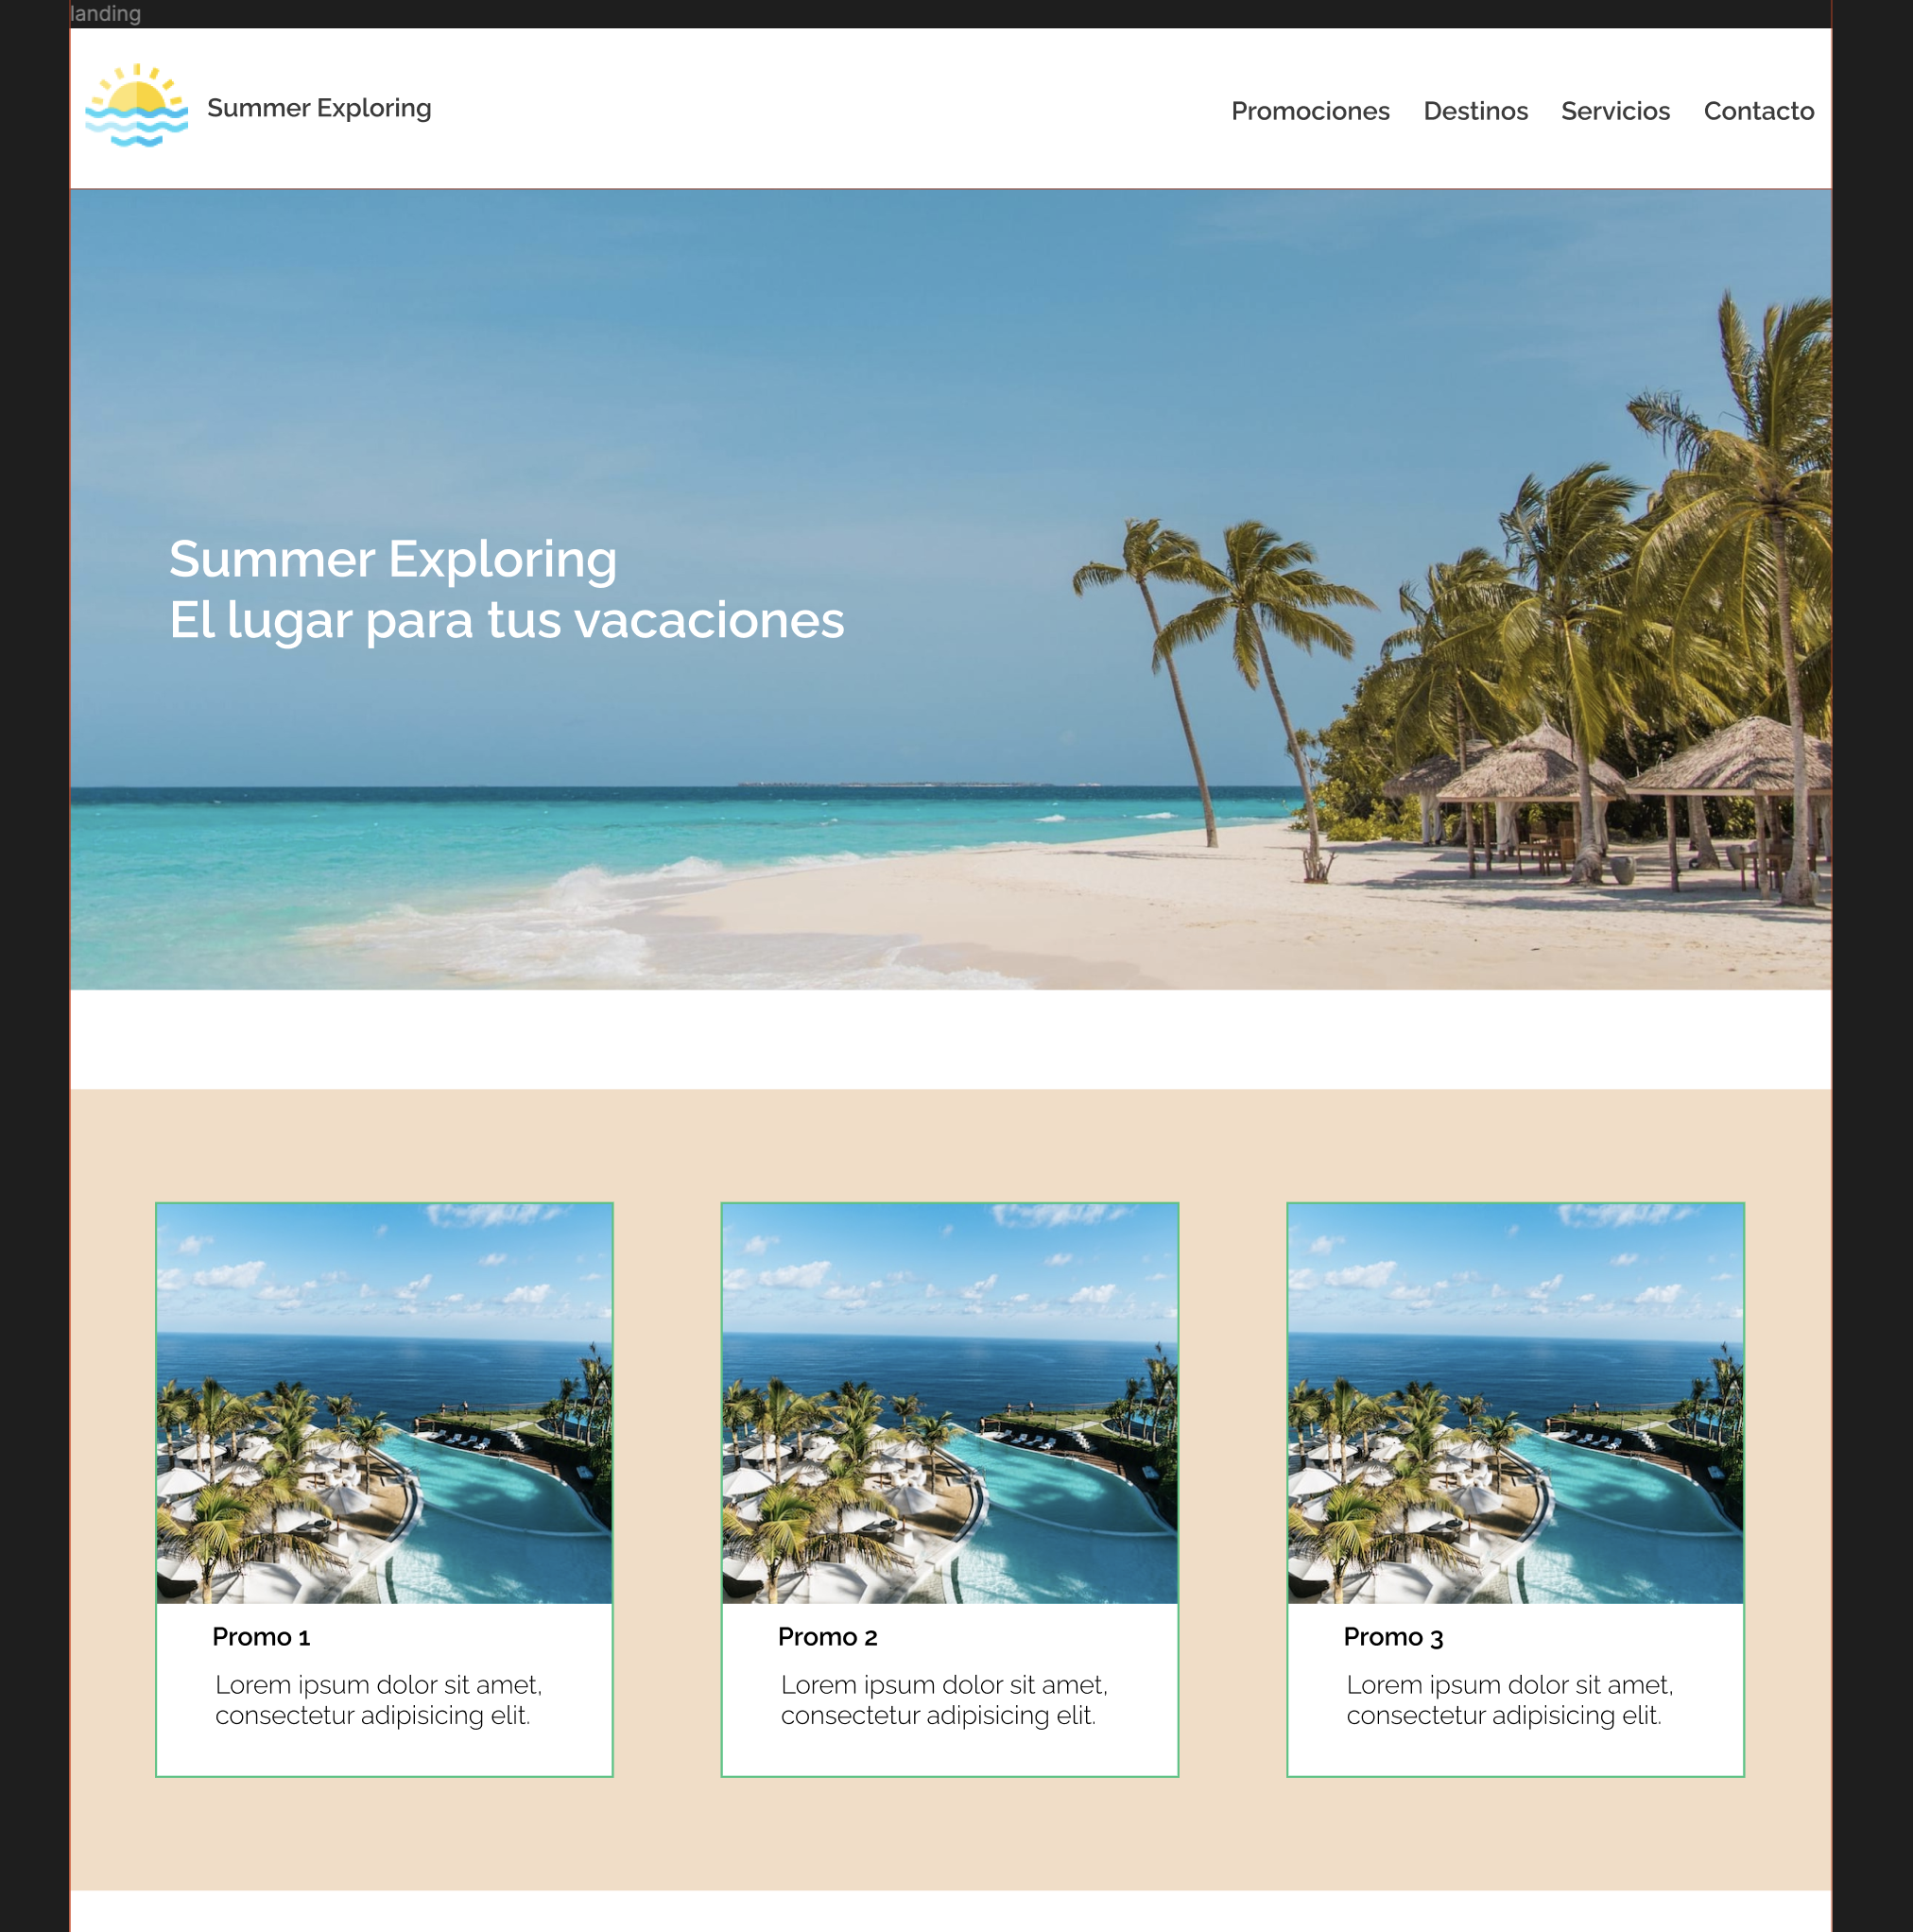 landing
Summer Exploring
Promociones Destinos Servicios Contacto
Summer Exploring
El lugar para tus vacaciones
Promo 1
Lorem ipsum dolor sit amet,
consectetur adipisicing elit.
Promo 2
Lorem ipsum dolor sit amet,
consectetur adipisicing elit.
Promo 3
Lorem ipsum dolor sit amet,
consectetur adipisicing elit.